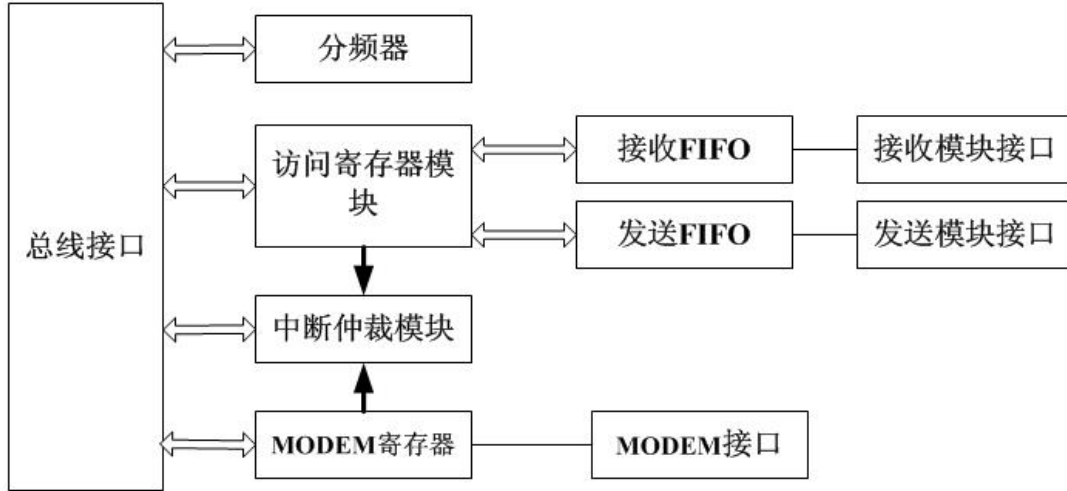 总线接口
分频器
访问寄存器模
块
接收FIFO
接收模块接口
发送FIFO
发送模块接口
中断仲裁模块
MODEM寄存器
MODEM接口